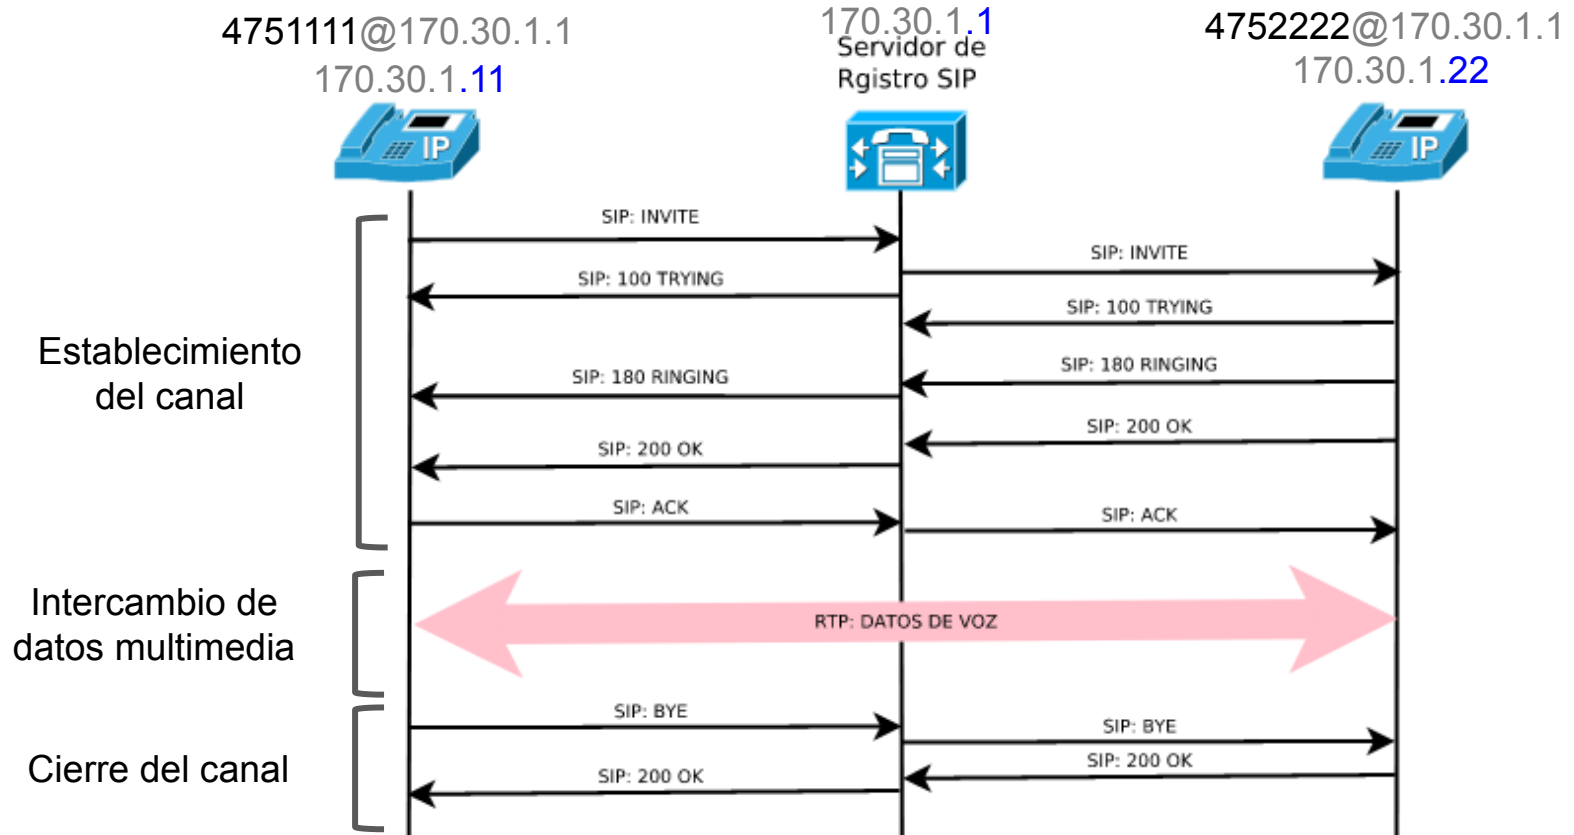 4751111@170.30.1.1
170.30.1.11
170.30.1.1
Servidor de
Rgistro SIP
4752222@170.30.1.1
170.30.1.22
IP
IP
Establecimiento
del canal
SIP: INVITE
SIP: INVITE
SIP: 100 TRYING
SIP: 100 TRYING
SIP: 180 RINGING
SIP: 180 RINGING
SIP: 200 OK
SIP: 200 OK
SIP: ACK
SIP: ACK
Intercambio de
datos multimedia
RTP: DATOS DE VOZ
Cierre del canal
SIP: BYE
SIP: BYE
SIP: 200 OK
SIP: 200 OK